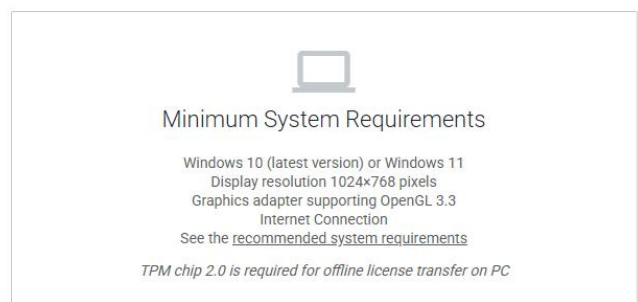 Minimum System Requirements
Windows 10 (latest version) or Windows 11
Display resolution 1024×768 pixels
Graphics adapter supporting OpenGL 3.3
Internet Connection
See the recommended system requirements
TPM chip 2.0 is required for offline license transfer on PC